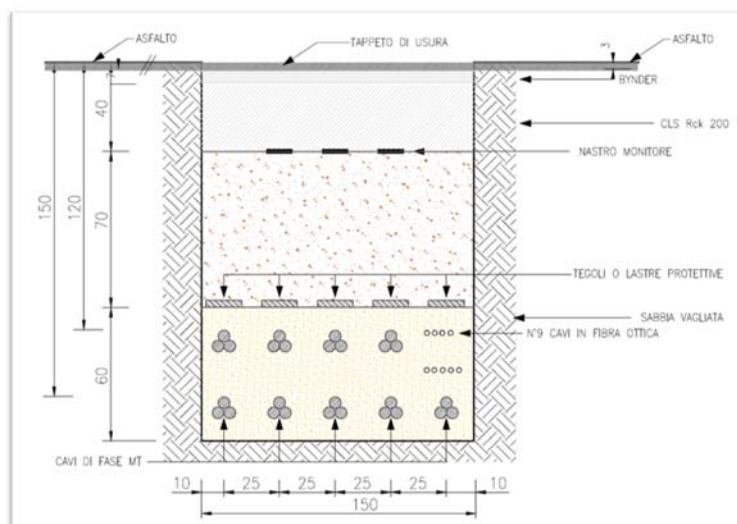 ASFALTO
TAPPETO DI USURA
ASFALTO
3
BYNDER
7
40
CLS Rck 200
NASTRO MONITORE
150
120
70
TEGOLI O LASTRE PROTETTIVE
SABBIA VAGLIATA
N°9 CAVI IN FIBRA OTTICA
60
CAVI DI FASE MT
10
25
25
25
25
10
150